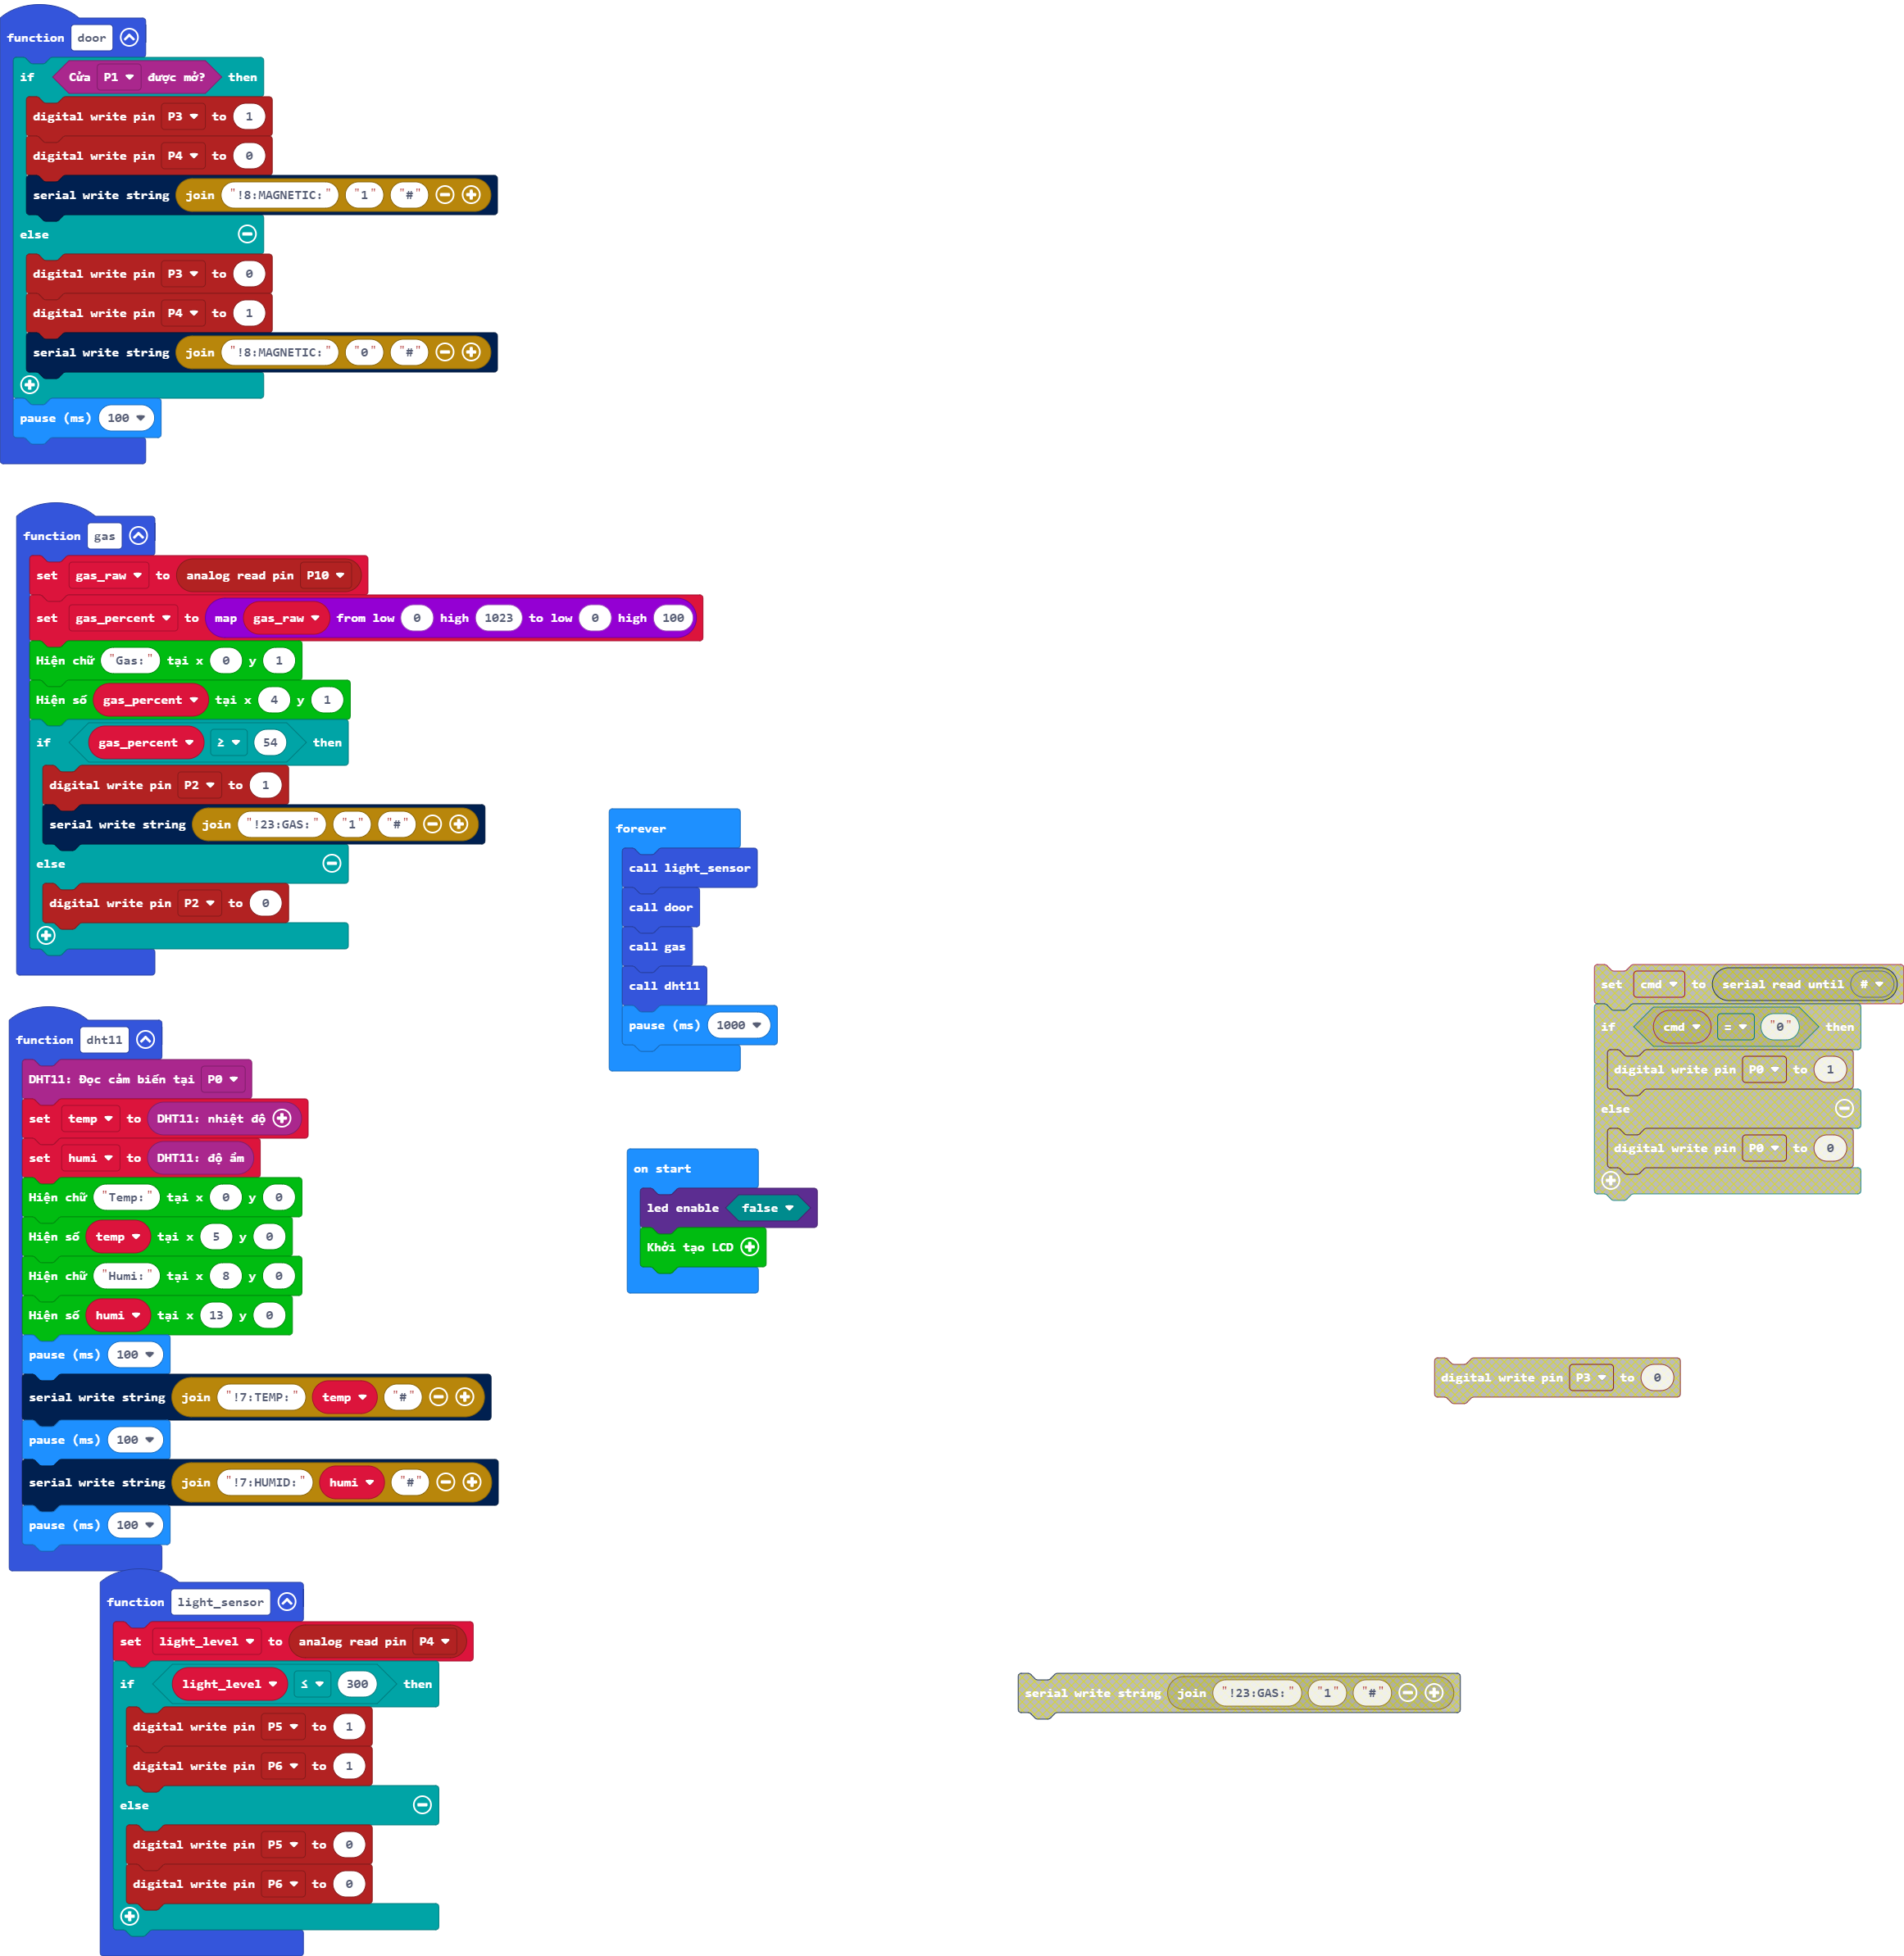 function door
if Cửa P1 được mở? then
digital write pin P3 to 1
digital write pin P4 to 0
serial write string join "!8:MAGNETIC:" "1" "#"
else
digital write pin P3 to 0
digital write pin P4 to 1
serial write string join "!8:MAGNETIC:" "0" "#"
pause (ms) 100
function gas
set gas_raw to analog read pin P10
set gas_percent to map gas_raw from low 0 high 1023 to low 0 high 100
Hiện chữ "Gas:" tại x 0 y 1
Hiện số gas_percent tại x 4 y 1
if gas_percent ≥ 54 then
digital write pin P2 to 1
serial write string join "!23:GAS:" "1" "#"
else
digital write pin P2 to 0
function dht11
DHT11: Đọc cảm biến tại P0
set temp to DHT11: nhiệt độ
set humi to DHT11: độ ẩm
Hiện chữ "Temp:" tại x 0 y 0
Hiện số temp tại x 5 y 0
Hiện chữ "Humi:" tại x 8 y 0
Hiện số humi tại x 13 y 0
pause (ms) 100
serial write string join "!7:TEMP:" temp "#"
pause (ms) 100
serial write string join "!7:HUMID:" humi "#"
pause (ms) 100
function light_sensor
set light_level to analog read pin P4
if light_level ≤ 300 then
digital write pin P5 to 1
digital write pin P6 to 1
else
digital write pin P5 to 0
digital write pin P6 to 0
forever
call light_sensor
call door
call gas
call dht11
pause (ms) 1000
on start
led enable false
Khởi tạo LCD
set cmd to serial read until #
if cmd = "0" then
digital write pin P0 to 1
else
digital write pin P0 to 0
digital write pin P3 to 0
serial write string join "!23:GAS:" "1" "#"